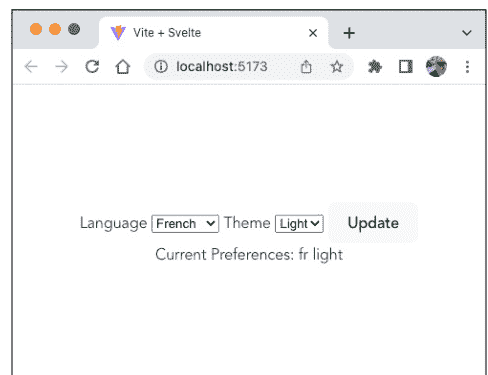 Vite + Svelte
localhost:5173
Language French Theme Light Update
Current Preferences: fr light